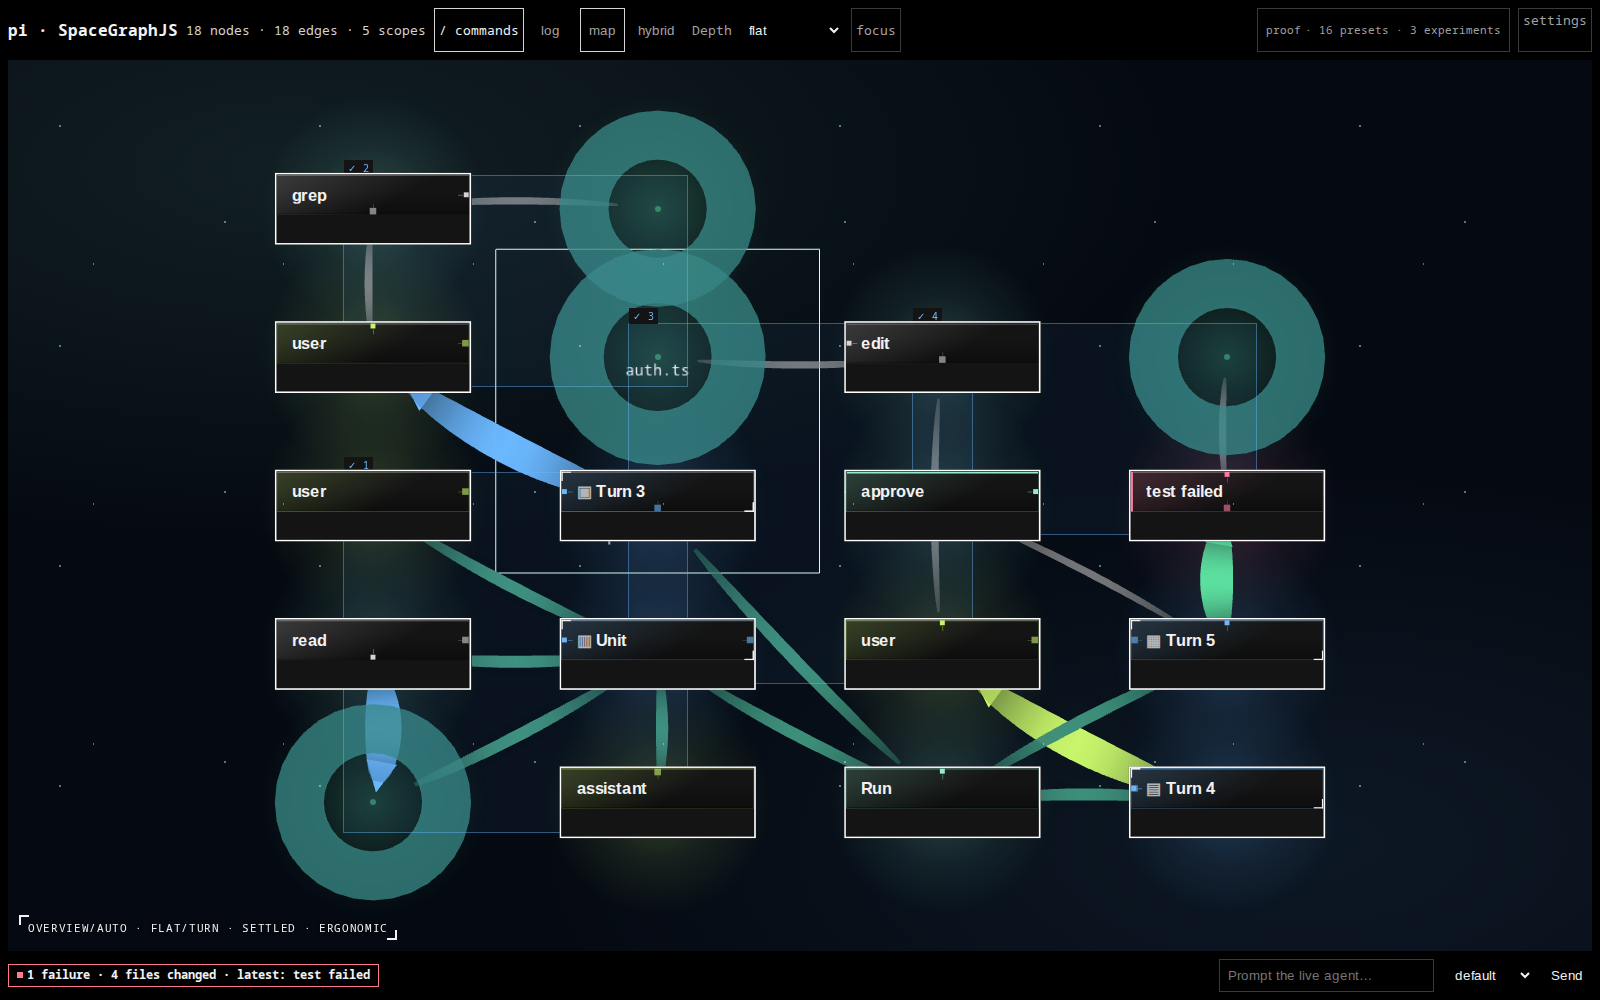 pi · SpaceGraphJS 18 nodes · 18 edges · 5 scopes / commands log map hybrid Depth flat focus proof · 16 presets · 3 experiments settings
✓ 2
grep
✓ 3
✓ 4
user
edit
auth.ts
✓ 1
user
Turn 3
approve
test failed
read
Unit
user
Turn 5
assistant
Run
Turn 4
OVERVIEW/AUTO · FLAT/TURN · SETTLED · ERGONOMIC
1 failure · 4 files changed · latest: test failed
Prompt the live agent… default Send